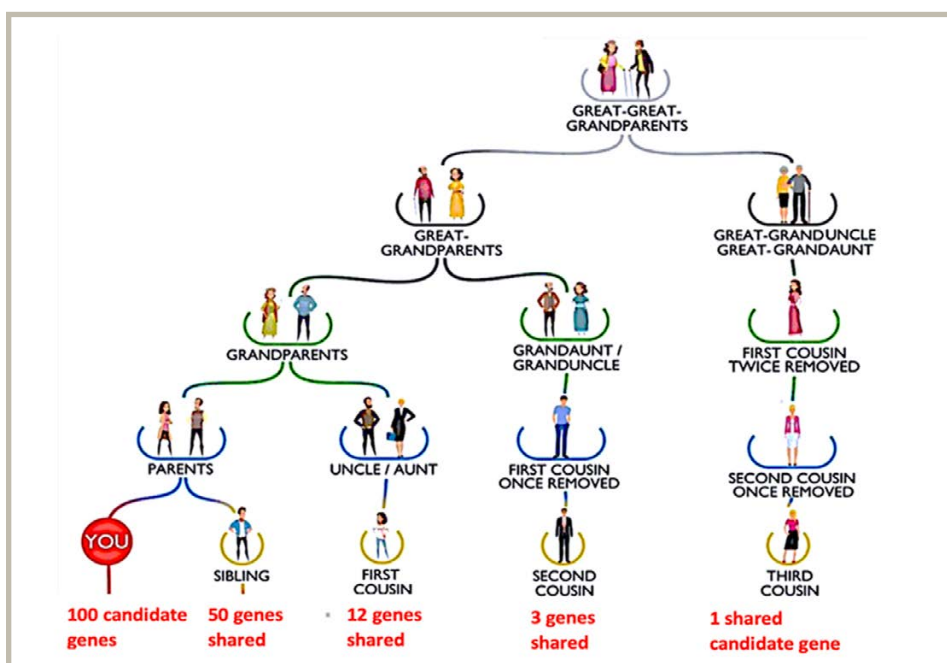 GREAT-GREAT-
GRANDPARENTS
GREAT-
GRANDPARENTS
GREAT-GRANDUNCLE
GREAT-GRANDAUNT
GRANDPARENTS
GRANDAUNT /
GRANDUNCLE
FIRST COUSIN
TWICE REMOVED
PARENTS
UNCLE / AUNT
FIRST COUSIN
ONCE REMOVED
SECOND COUSIN
ONCE REMOVED
YOU
SIBLING
FIRST
COUSIN
SECOND
COUSIN
THIRD
COUSIN
100 candidate
genes
50 genes
shared
12 genes
shared
3 genes
shared
1 shared
candidate gene